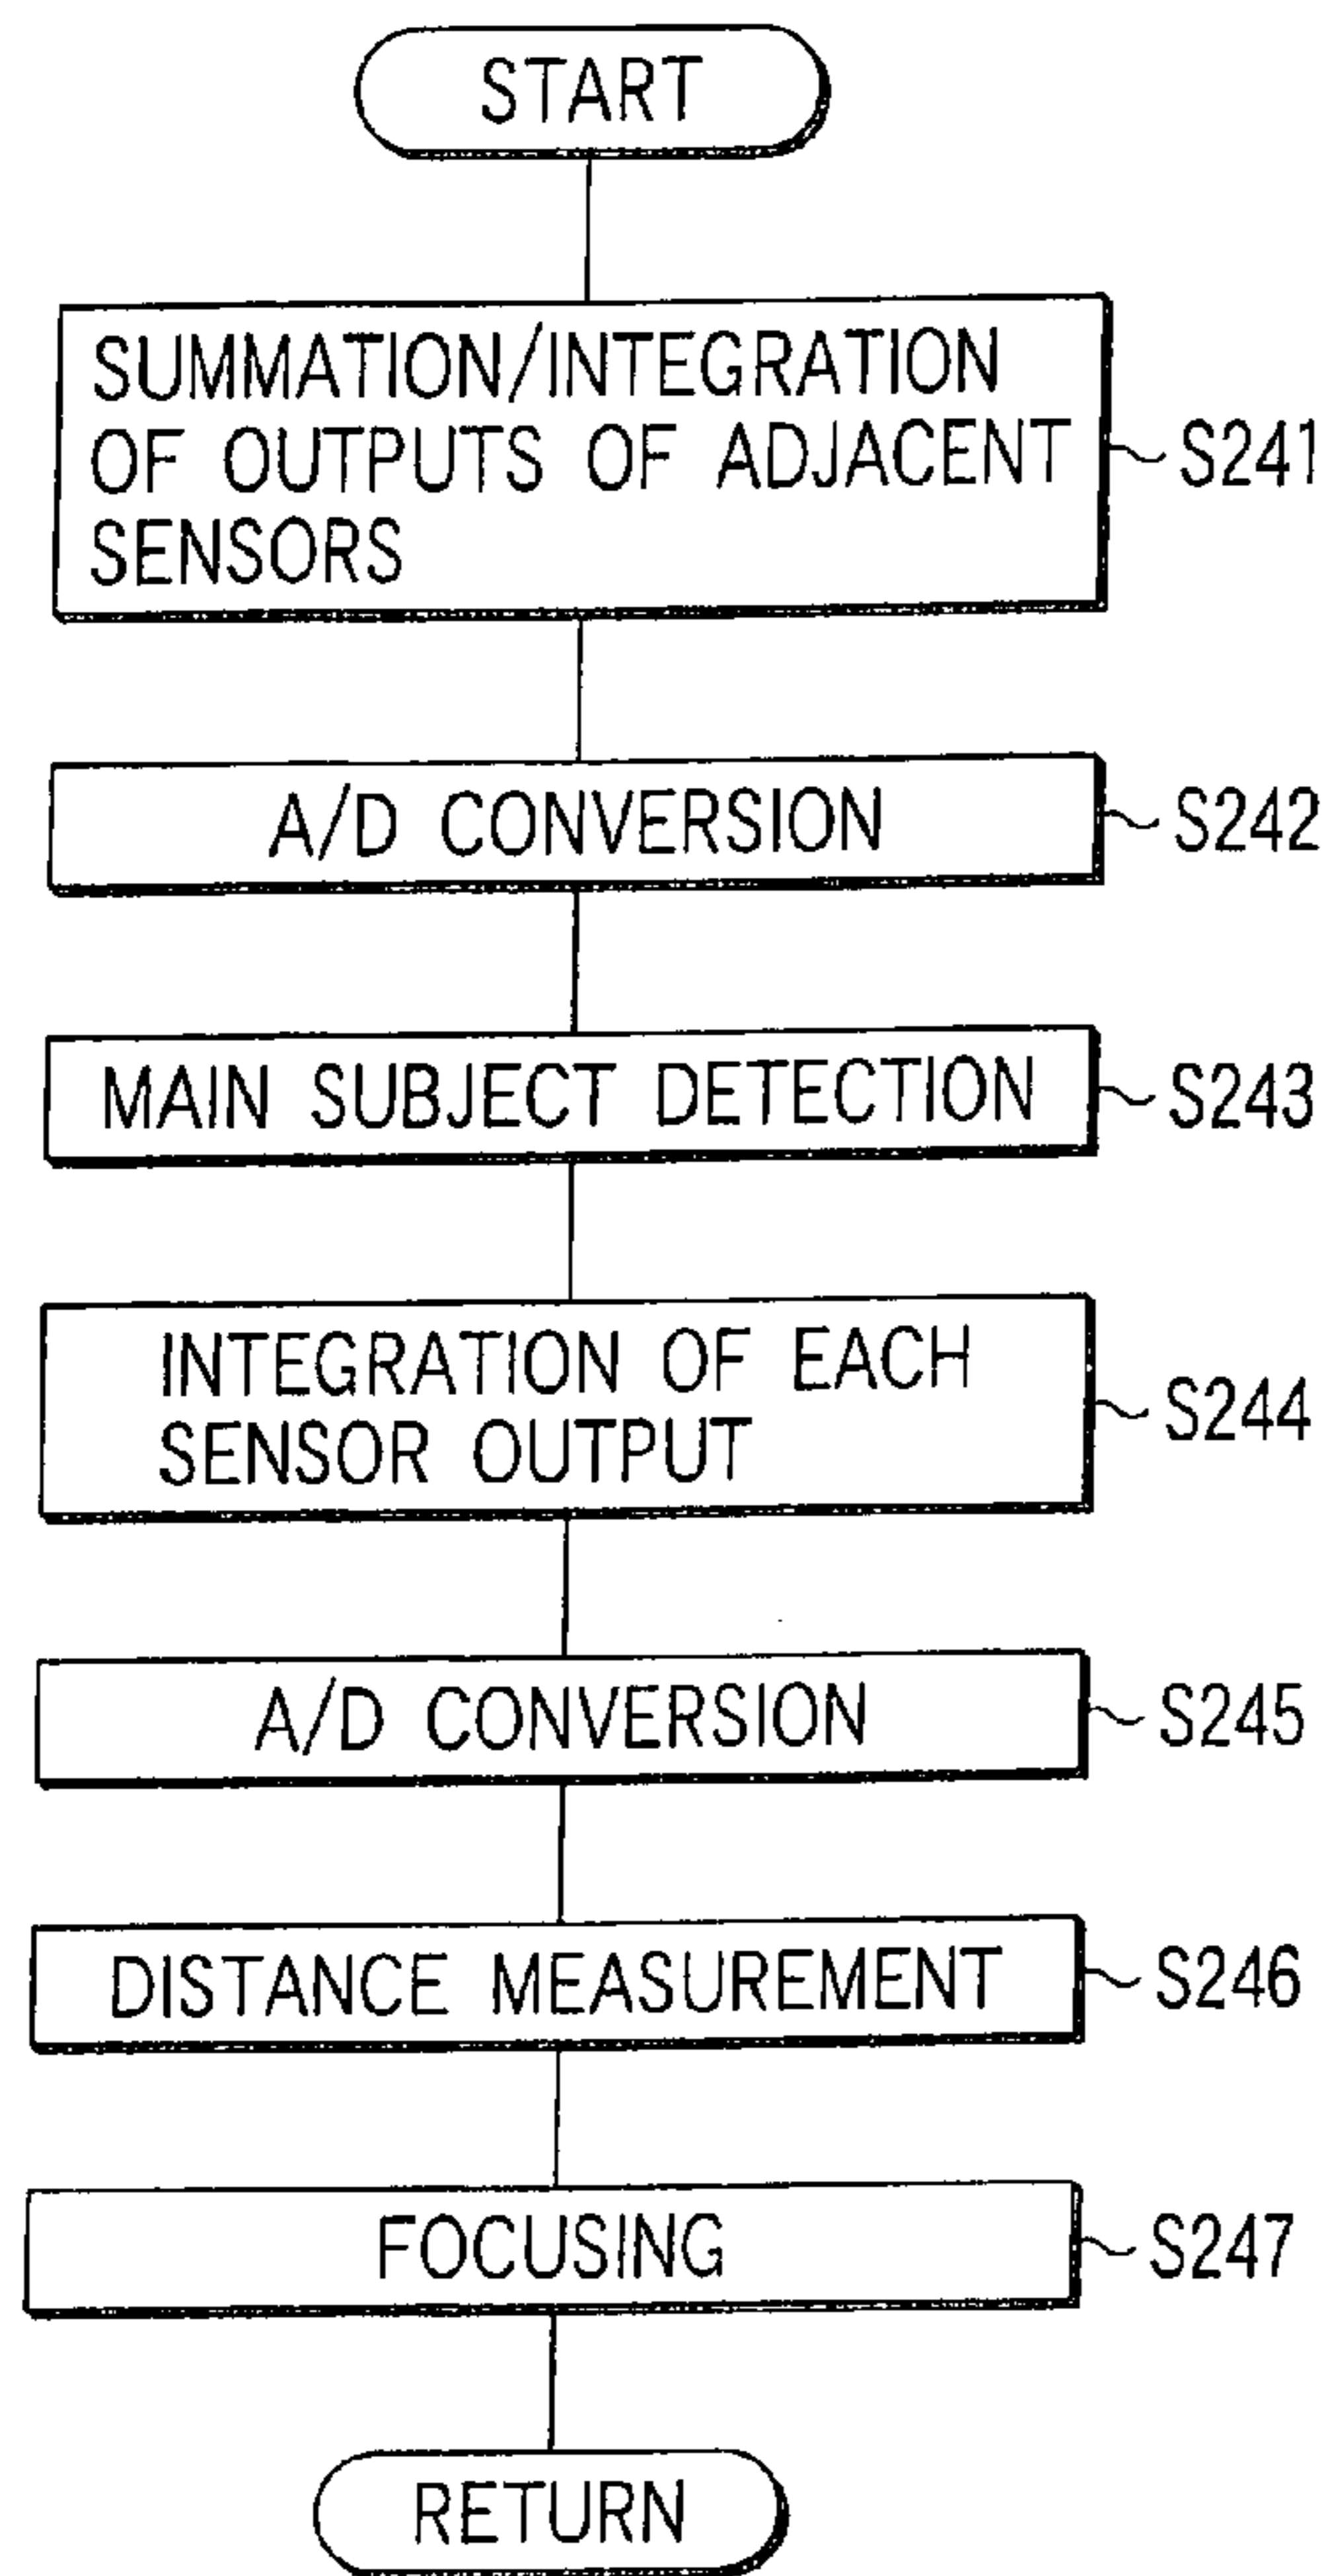 START
SUMMATION/INTEGRATION
OF OUTPUTS OF ADJACENT
SENSORS
S241
A/D CONVERSION
S242
MAIN SUBJECT DETECTION
S243
INTEGRATION OF EACH
SENSOR OUTPUT
S244
A/D CONVERSION
S245
DISTANCE MEASUREMENT
S246
FOCUSING
S247
RETURN